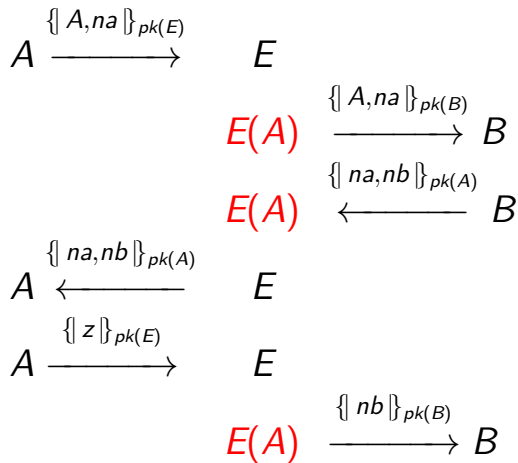 A {| A,na |}pk(E) ⟶ E
E(A) {| A,na |}pk(B) ⟶ B
E(A) {| na,nb |}pk(A) ⟵ B
A {| na,nb |}pk(A) ⟵ E
A {| z |}pk(E) ⟶ E
E(A) {| nb |}pk(B) ⟶ B